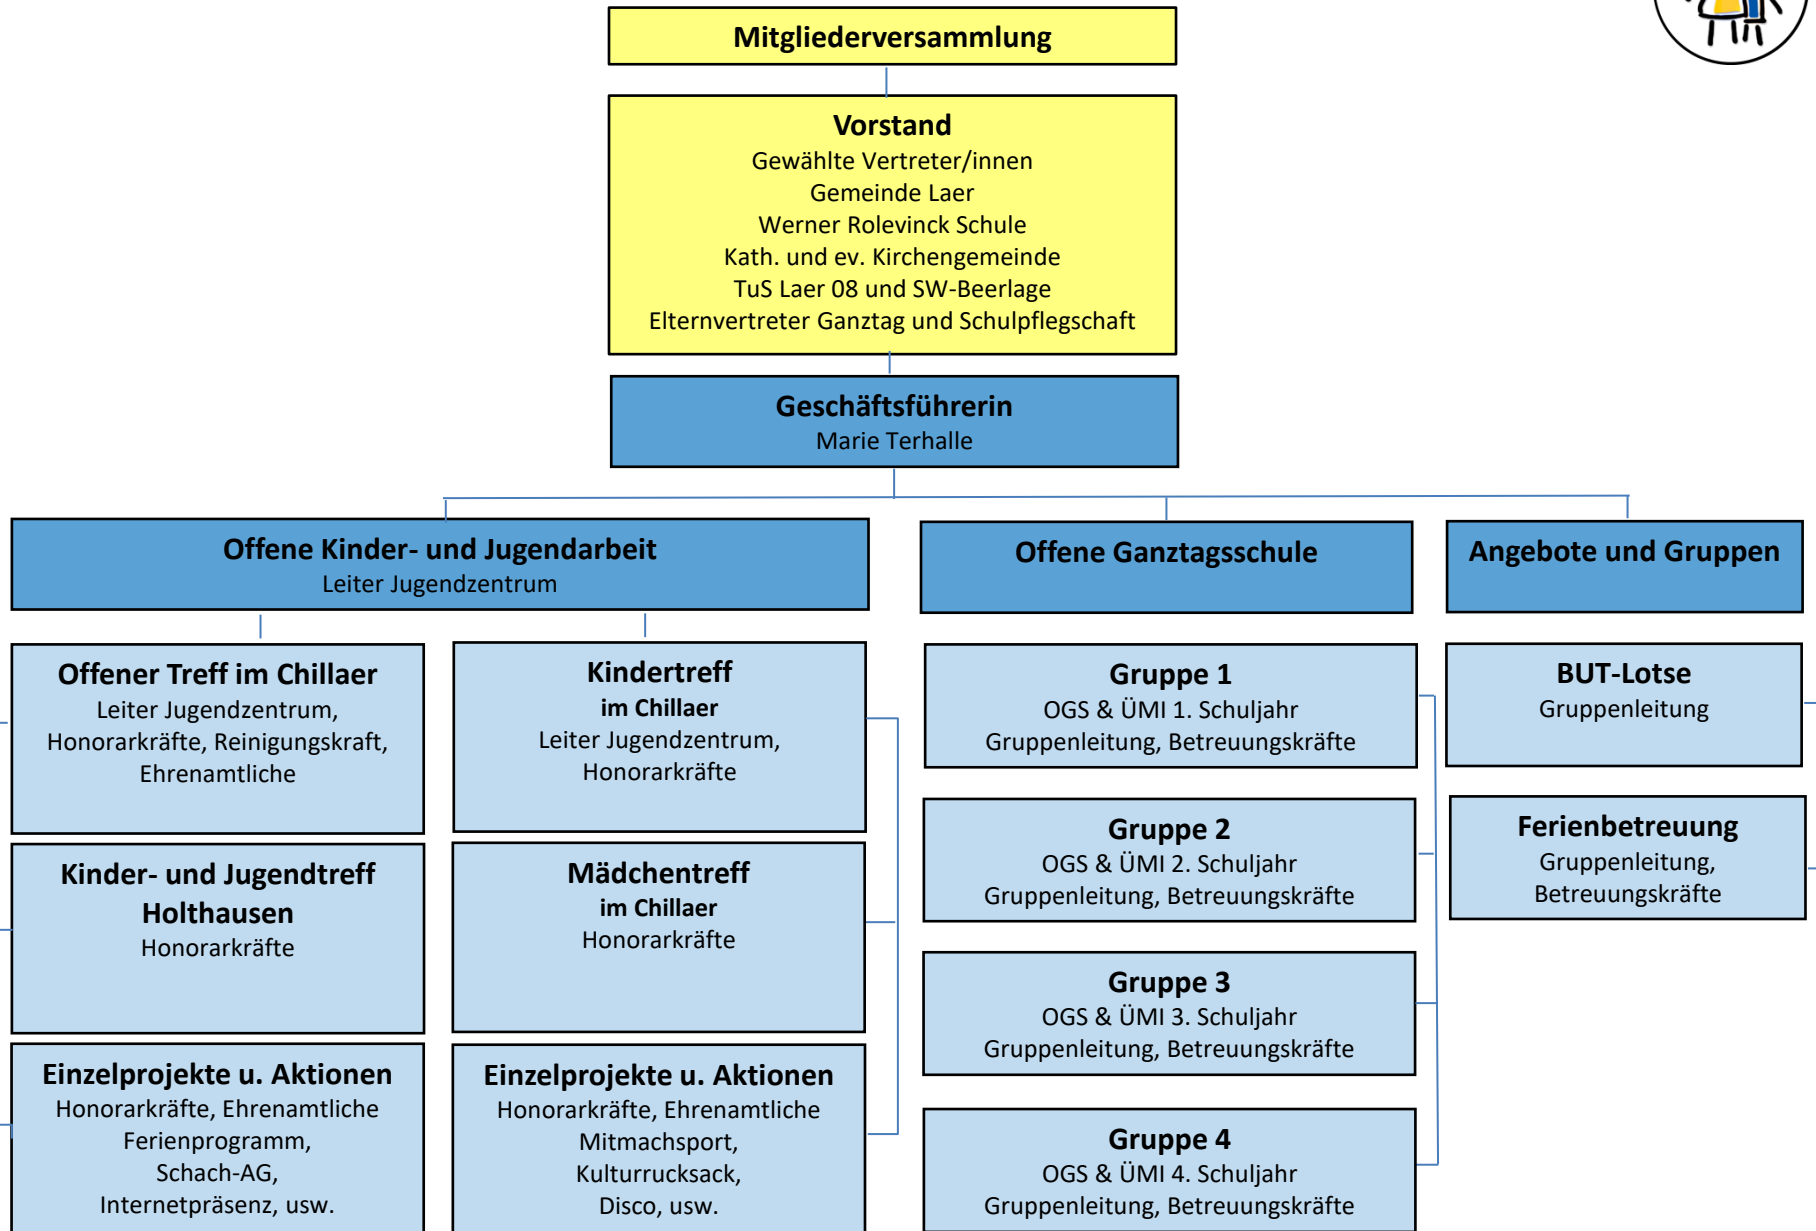 Mitgliederversammlung
Vorstand
Gewählte Vertreter/innen
Gemeinde Laer
Werner Rolevinck Schule
Kath. und ev. Kirchengemeinde
TuS Laer 08 und SW-Beerlage
Elternvertreter Ganztag und Schulpflegschaft
Geschäftsführerin
Marie Terhalle
Offene Kinder- und Jugendarbeit
Leiter Jugendzentrum
Offener Treff im Chillaer
Leiter Jugendzentrum,
Honorarkräfte, Reinigungskraft,
Ehrenamtliche
Kinder- und Jugendtreff
Holthausen
Honorarkräfte
Einzelprojekte u. Aktionen
Honorarkräfte, Ehrenamtliche
Ferienprogramm,
Schach-AG,
Internetpräsenz, usw.
Kindertreff
im Chillaer
Leiter Jugendzentrum,
Honorarkräfte
Mädchentreff
im Chillaer
Honorarkräfte
Einzelprojekte u. Aktionen
Honorarkräfte, Ehrenamtliche
Mitmachsport,
Kulturrucksack,
Disco, usw.
Offene Ganztagsschule
Gruppe 1
OGS & ÜMI 1. Schuljahr
Gruppenleitung, Betreuungskräfte
Gruppe 2
OGS & ÜMI 2. Schuljahr
Gruppenleitung, Betreuungskräfte
Gruppe 3
OGS & ÜMI 3. Schuljahr
Gruppenleitung, Betreuungskräfte
Gruppe 4
OGS & ÜMI 4. Schuljahr
Gruppenleitung, Betreuungskräfte
Angebote und Gruppen
BUT-Lotse
Gruppenleitung
Ferienbetreuung
Gruppenleitung,
Betreuungskräfte